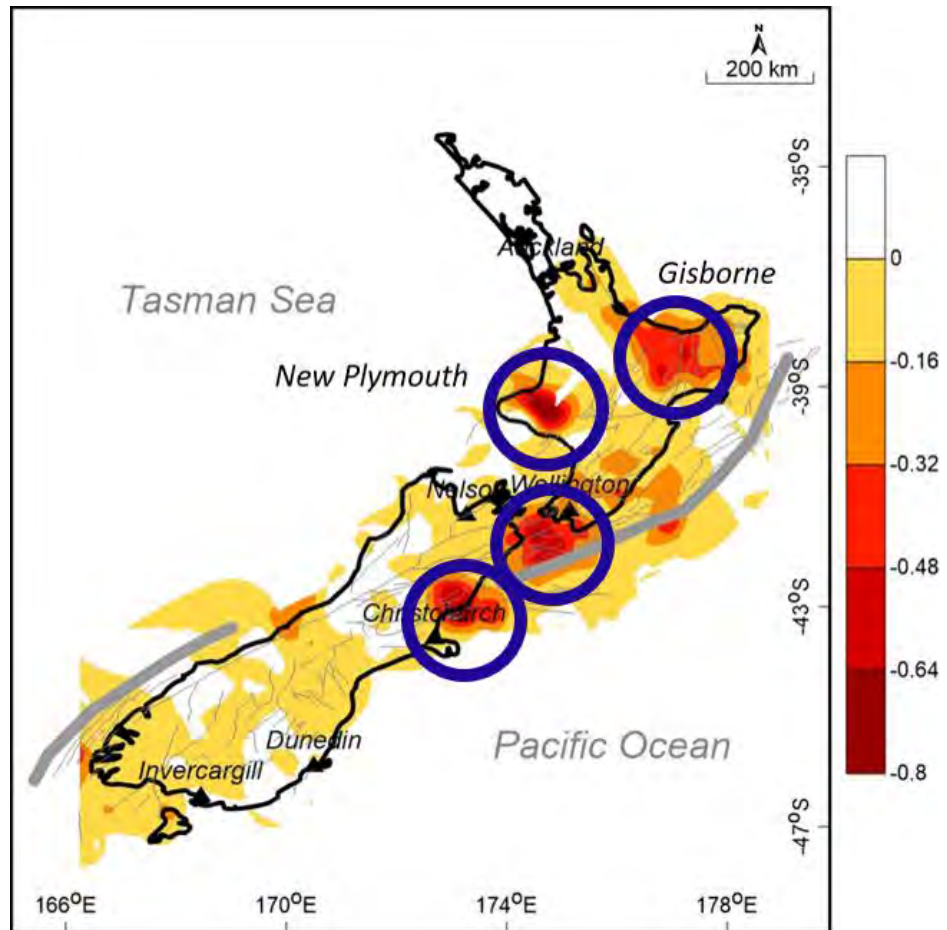 N
200 km
-35°S
Auckland
Gisborne
Tasman Sea
0
-0.16
New Plymouth
-39°S
-0.32
Nelson
Wellington
-0.48
-43°S
Christchurch
-0.64
Pacific Ocean
Dunedin
-0.8
Invercargill
-47°S
166°E
170°E
174°E
178°E